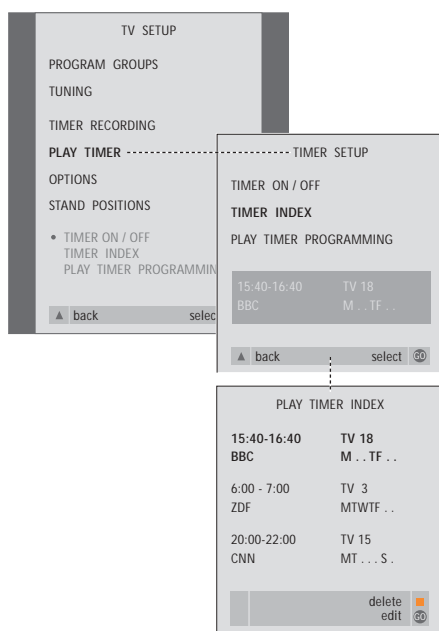 TV SETUP
PROGRAM GROUPS
TUNING
TIMER RECORDING
PLAY TIMER
OPTIONS
STAND POSITIONS
• TIMER ON / OFF
TIMER INDEX
PLAY TIMER PROGRAMMIN
▲ back selec
TIMER SETUP
TIMER ON / OFF
TIMER INDEX
PLAY TIMER PROGRAMMING
15:40-16:40 TV 18
BBC M . . TF . .
▲ back select GO
PLAY TIMER INDEX
15:40-16:40 TV 18
BBC M . . TF . .
6:00 - 7:00 TV 3
ZDF MTWTF . .
20:00-22:00 TV 15
CNN MT . . . S .
delete
edit GO